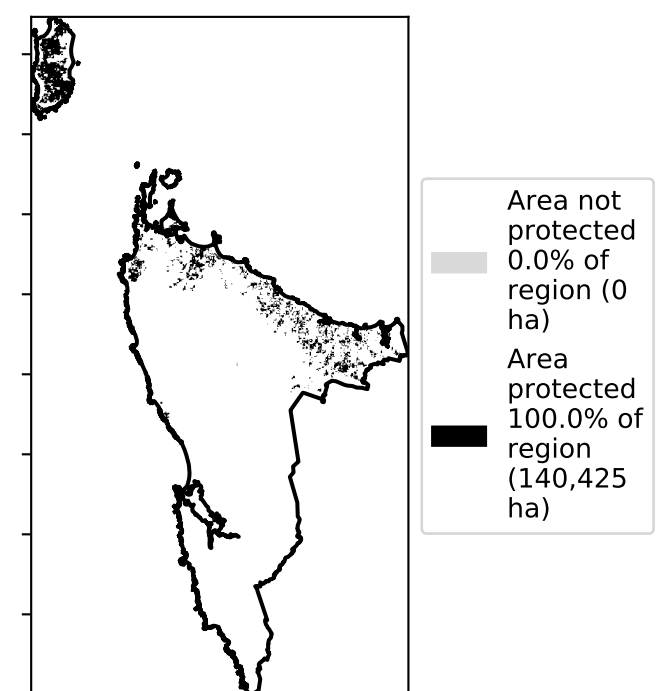 Area not
protected
0.0% of
region (0
ha)
Area
protected
100.0% of
region
(140,425
ha)